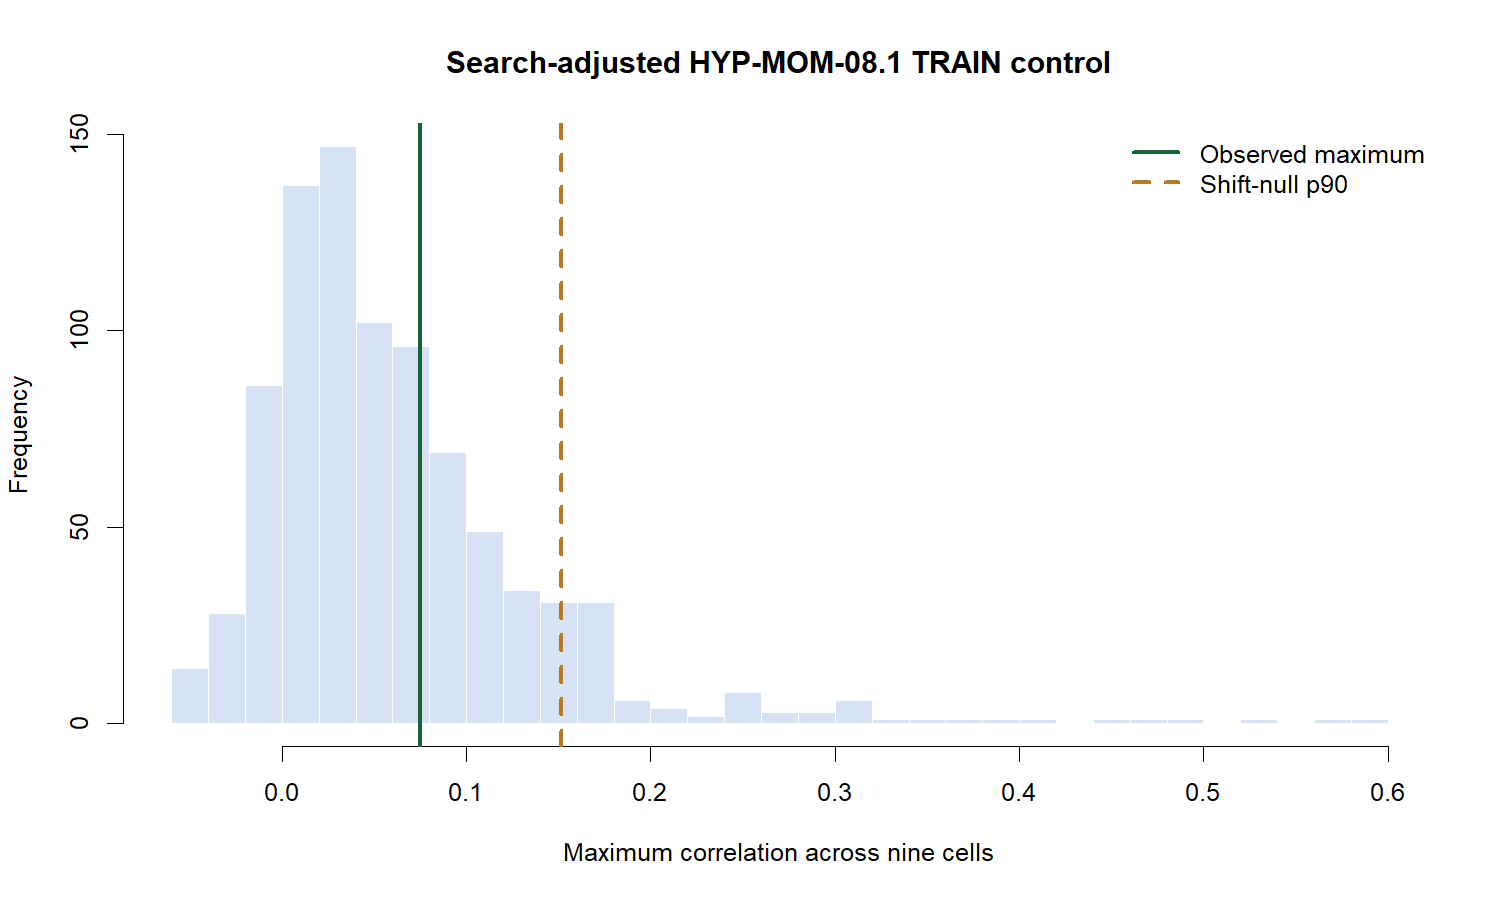 Search-adjusted HYP-MOM-08.1 TRAIN control
Observed maximum
Shift-null p90
Frequency
150
100
50
0
0.0 0.1 0.2 0.3 0.4 0.5 0.6
Maximum correlation across nine cells